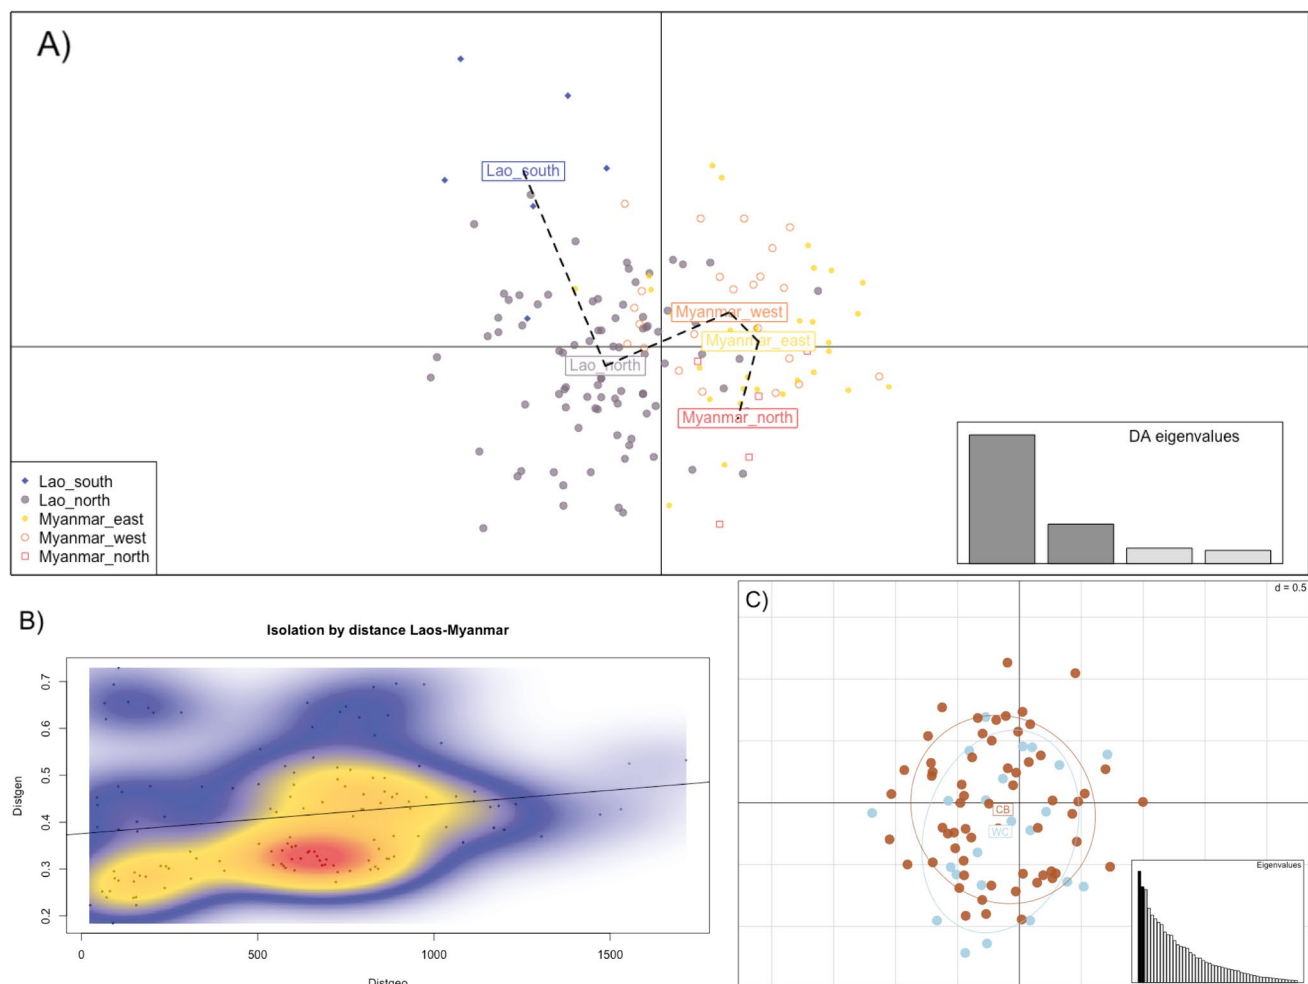 A)
Lao_south
Myanmar_west
Myanmar_east
Lao_north
Myanmar_north
DA eigenvalues
Lao_south
Lao_north
Myanmar_east
Myanmar_west
Myanmar_north
B)
Isolation by distance Laos-Myanmar
Distgen
0.7
0.6
0.5
0.4
0.3
0.2
0
500
1000
1500
Distgeo
C)
d = 0.5
CB
WC
Eigenvalues